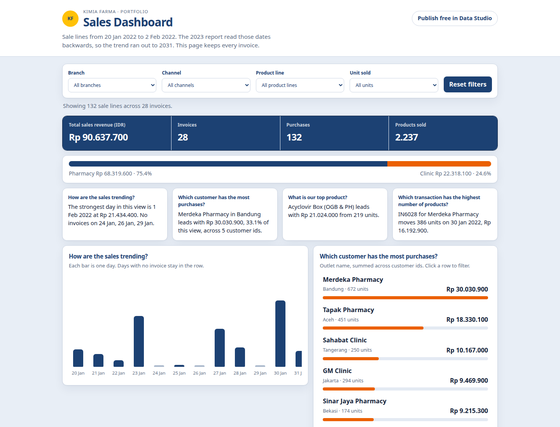 KF
KIMIA FARMA · PORTFOLIO
Sales Dashboard
Publish free in Data Studio
Sale lines from 20 Jan 2022 to 2 Feb 2022. The 2023 report read those dates
backwards, so the trend ran out to 2031. This page keeps every invoice.
Branch
Channel
Product line
Unit sold
All branches
All channels
All product lines
All units
Reset filters
Showing 132 sale lines across 28 invoices.
Total sales revenue (IDR)
Invoices
Purchases
Products sold
Rp 90.637.700
28
132
2.237
Pharmacy Rp 68.319.600 · 75.4%
Clinic Rp 22.318.100 · 24.6%
How are the sales trending?
The strongest day in this view is 1
Feb 2022 at Rp 21.434.400. No
invoices on 24 Jan, 26 Jan, 29 Jan.
Which customer has the most
purchases?
Merdeka Pharmacy in Bandung
leads with Rp 30.030.900, 33.1% of
this view, across 5 customer ids.
What is our top product?
Acyclovir Box (OGB & PH) leads
with Rp 21.024.000 from 219 units.
Which transaction has the highest
number of products?
IN6028 for Merdeka Pharmacy
moves 386 units on 30 Jan 2022, Rp
16.192.900.
How are the sales trending?
Each bar is one day. Days with no invoice stay in the row.
20 Jan
21 Jan
22 Jan
23 Jan
24 Jan
25 Jan
26 Jan
27 Jan
28 Jan
29 Jan
30 Jan
31 J
Which customer has the most purchases?
Outlet name, summed across customer ids. Click a row to filter.
Merdeka Pharmacy
Bandung · 672 units
Rp 30.030.900
Tapak Pharmacy
Aceh · 451 units
Rp 18.330.100
Sahabat Clinic
Tangerang · 250 units
Rp 10.167.000
GM Clinic
Jakarta · 294 units
Rp 9.469.900
Sinar Jaya Pharmacy
Bekasi · 174 units
Rp 9.215.300